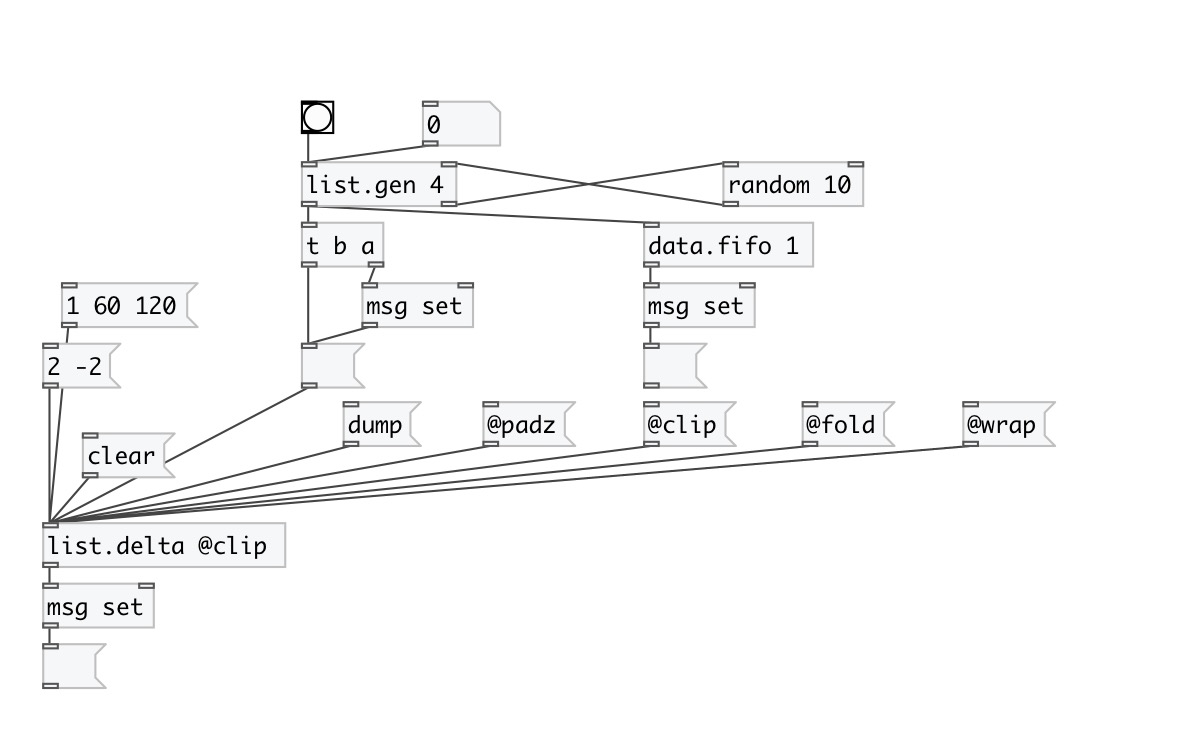 0
list.gen 4
random 10
t b a
data.fifo 1
1 60 120
msg set
msg set
2 -2
dump
@padz
@clip
@fold
@wrap
clear
list.delta @clip
msg set